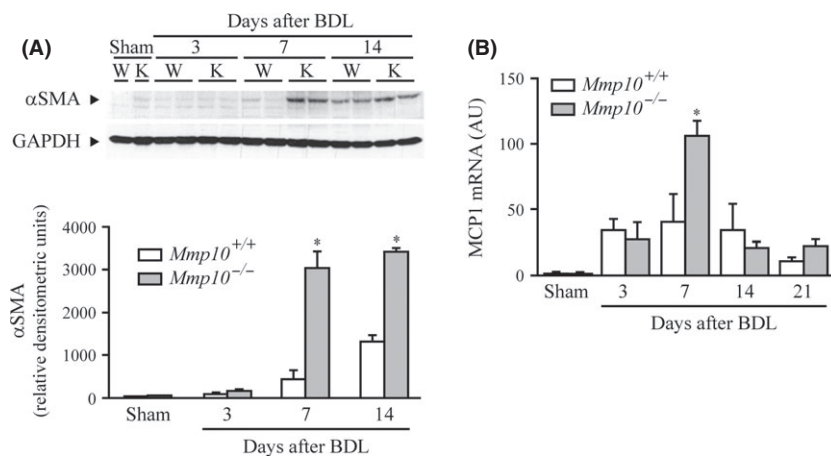 (A)
Days after BDL
Sham 3 7 14
W K W K W K W K
αSMA
GAPDH
4000
3000
2000
1000
0
αSMA
(relative densitometric units)
Mmp10+/+
Mmp10−/−
* *
Sham 3 7 14
Days after BDL
(B)
150
100
50
0
MCP1 mRNA (AU)
Mmp10+/+
Mmp10−/−
*
Sham 3 7 14 21
Days after BDL